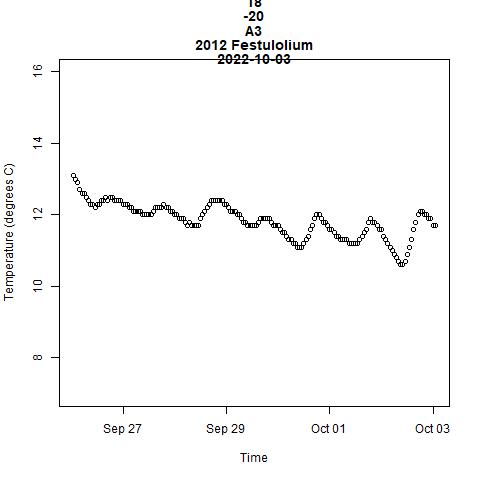 18
-20
A3
2012 Festulolium
2022-10-03
16
14
12
10
8
Temperature (degrees C)
Sep 27
Sep 29
Oct 01
Oct 03
Time